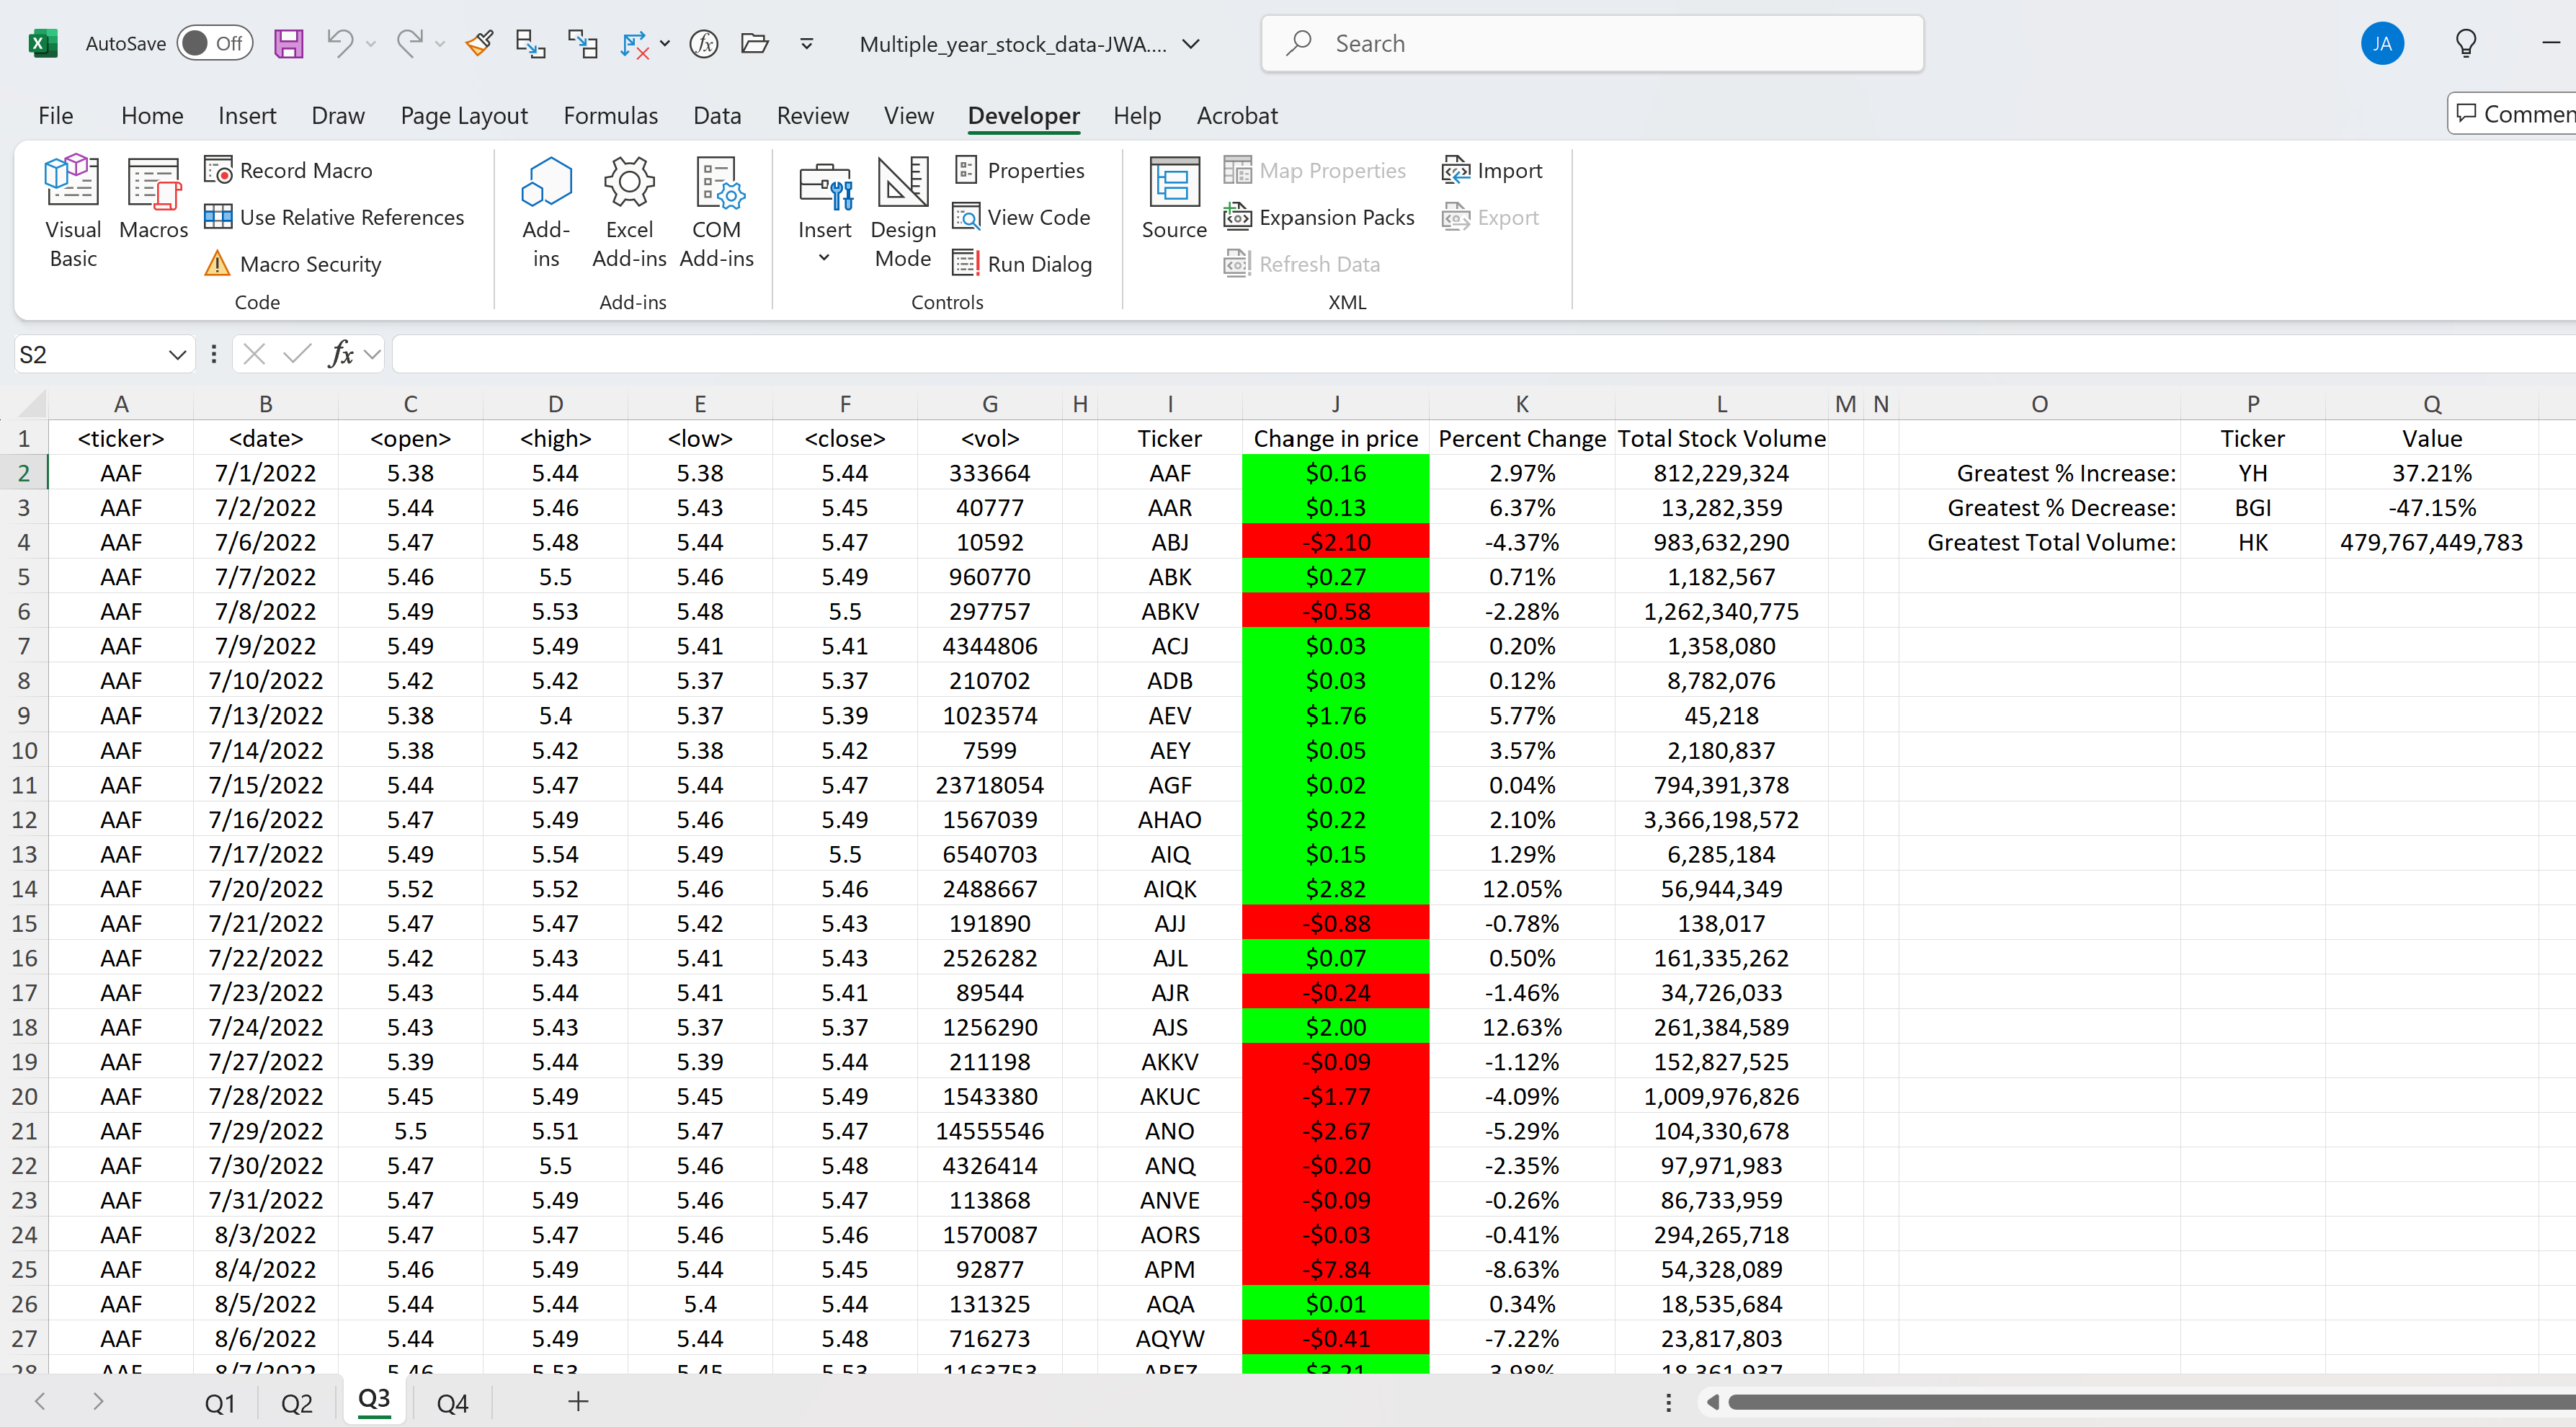 AutoSave Off Multiple_year_stock_data-JWA.... Search JA
File Home Insert Draw Page Layout Formulas Data Review View Developer Help Acrobat Commen
Visual Basic Macros Record Macro Use Relative References Macro Security Code
Add-ins Excel Add-ins COM Add-ins Add-ins
Insert Design Mode Properties View Code Run Dialog Controls
Source Map Properties Expansion Packs Refresh Data Import Export XML
S2 fx
A B C D E F G H I J K L M N O P Q
1 <ticker> <date> <open> <high> <low> <close> <vol> Ticker Change in price Percent Change Total Stock Volume Ticker Value
2 AAF 7/1/2022 5.38 5.44 5.38 5.44 333664 AAF $0.16 2.97% 812,229,324 Greatest % Increase: YH 37.21%
3 AAF 7/2/2022 5.44 5.46 5.43 5.45 40777 AAR $0.13 6.37% 13,282,359 Greatest % Decrease: BGI -47.15%
4 AAF 7/6/2022 5.47 5.48 5.44 5.47 10592 ABJ -$2.10 -4.37% 983,632,290 Greatest Total Volume: HK 479,767,449,783
5 AAF 7/7/2022 5.46 5.5 5.46 5.49 960770 ABK $0.27 0.71% 1,182,567
6 AAF 7/8/2022 5.49 5.53 5.48 5.5 297757 ABKV -$0.58 -2.28% 1,262,340,775
7 AAF 7/9/2022 5.49 5.49 5.41 5.41 4344806 ACJ $0.03 0.20% 1,358,080
8 AAF 7/10/2022 5.42 5.42 5.37 5.37 210702 ADB $0.03 0.12% 8,782,076
9 AAF 7/13/2022 5.38 5.4 5.37 5.39 1023574 AEV $1.76 5.77% 45,218
10 AAF 7/14/2022 5.38 5.42 5.38 5.42 7599 AEY $0.05 3.57% 2,180,837
11 AAF 7/15/2022 5.44 5.47 5.44 5.47 23718054 AGF $0.02 0.04% 794,391,378
12 AAF 7/16/2022 5.47 5.49 5.46 5.49 1567039 AHAO $0.22 2.10% 3,366,198,572
13 AAF 7/17/2022 5.49 5.54 5.49 5.5 6540703 AIQ $0.15 1.29% 6,285,184
14 AAF 7/20/2022 5.52 5.52 5.46 5.46 2488667 AIQK $2.82 12.05% 56,944,349
15 AAF 7/21/2022 5.47 5.47 5.42 5.43 191890 AJJ -$0.88 -0.78% 138,017
16 AAF 7/22/2022 5.42 5.43 5.41 5.43 2526282 AJL $0.07 0.50% 161,335,262
17 AAF 7/23/2022 5.43 5.44 5.41 5.41 89544 AJR -$0.24 -1.46% 34,726,033
18 AAF 7/24/2022 5.43 5.43 5.37 5.37 1256290 AJS $2.00 12.63% 261,384,589
19 AAF 7/27/2022 5.39 5.44 5.39 5.44 211198 AKKV -$0.09 -1.12% 152,827,525
20 AAF 7/28/2022 5.45 5.49 5.45 5.49 1543380 AKUC -$1.77 -4.09% 1,009,976,826
21 AAF 7/29/2022 5.5 5.51 5.47 5.47 14555546 ANO -$2.67 -5.29% 104,330,678
22 AAF 7/30/2022 5.47 5.5 5.46 5.48 4326414 ANQ -$0.20 -2.35% 97,971,983
23 AAF 7/31/2022 5.47 5.49 5.46 5.47 113868 ANVE -$0.09 -0.26% 86,733,959
24 AAF 8/3/2022 5.47 5.47 5.46 5.46 1570087 AORS -$0.03 -0.41% 294,265,718
25 AAF 8/4/2022 5.46 5.49 5.44 5.45 92877 APM -$7.84 -8.63% 54,328,089
26 AAF 8/5/2022 5.44 5.44 5.4 5.44 131325 AQA $0.01 0.34% 18,535,684
27 AAF 8/6/2022 5.44 5.49 5.44 5.48 716273 AQYW -$0.41 -7.22% 23,817,803
28 AAF 8/7/2022 5.46 5.53 5.45 5.53
Q1 Q2 Q3 Q4